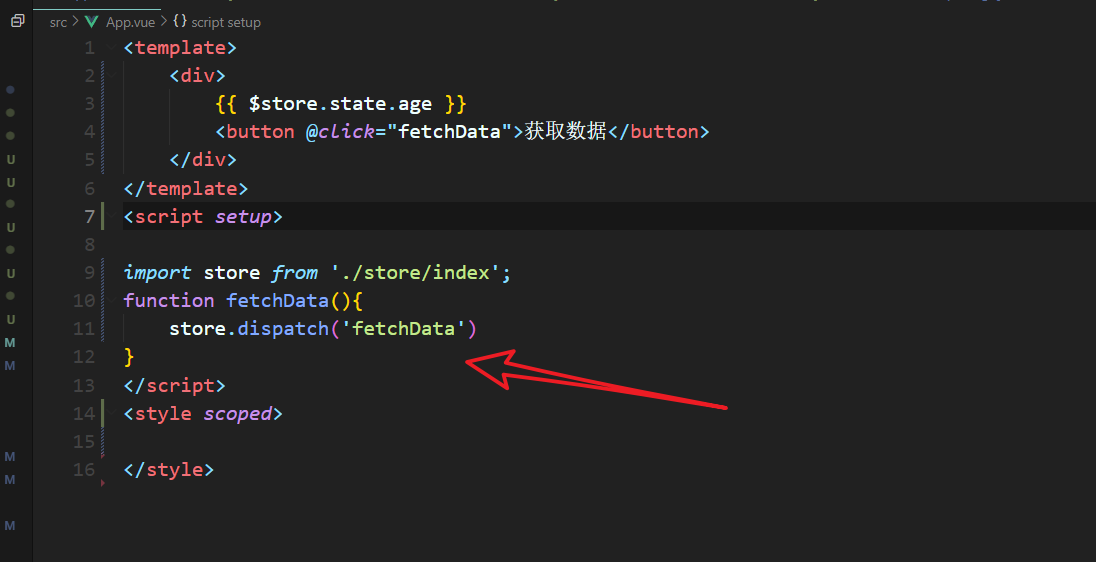 src > App.vue > {} script setup
1 <template>
2 <div>
3 {{ $store.state.age }}
4 <button @click="fetchData">获取数据</button>
5 </div>
6 </template>
7 <script setup>
8
9 import store from './store/index';
10 function fetchData(){
11 store.dispatch('fetchData')
12 }
13 </script>
14 <style scoped>
15
16 </style>
U
U
U
U
U
M
M
M
M
M